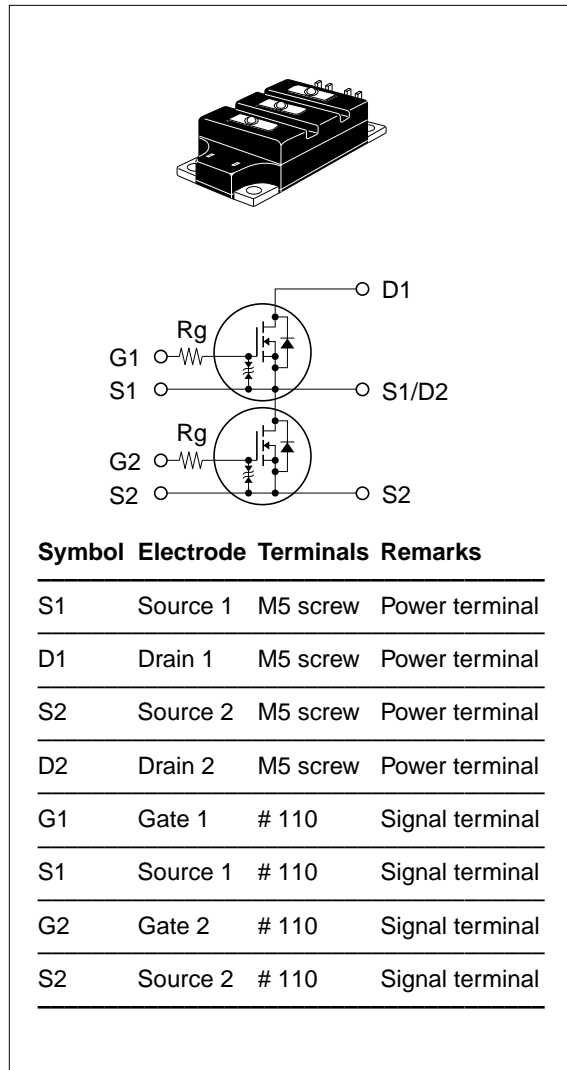 D1
Rg
G1
S1 S1/D2
Rg
G2
S2 S2
Symbol Electrode Terminals Remarks
S1 Source 1 M5 screw Power terminal
D1 Drain 1 M5 screw Power terminal
S2 Source 2 M5 screw Power terminal
D2 Drain 2 M5 screw Power terminal
G1 Gate 1 # 110 Signal terminal
S1 Source 1 # 110 Signal terminal
G2 Gate 2 # 110 Signal terminal
S2 Source 2 # 110 Signal terminal